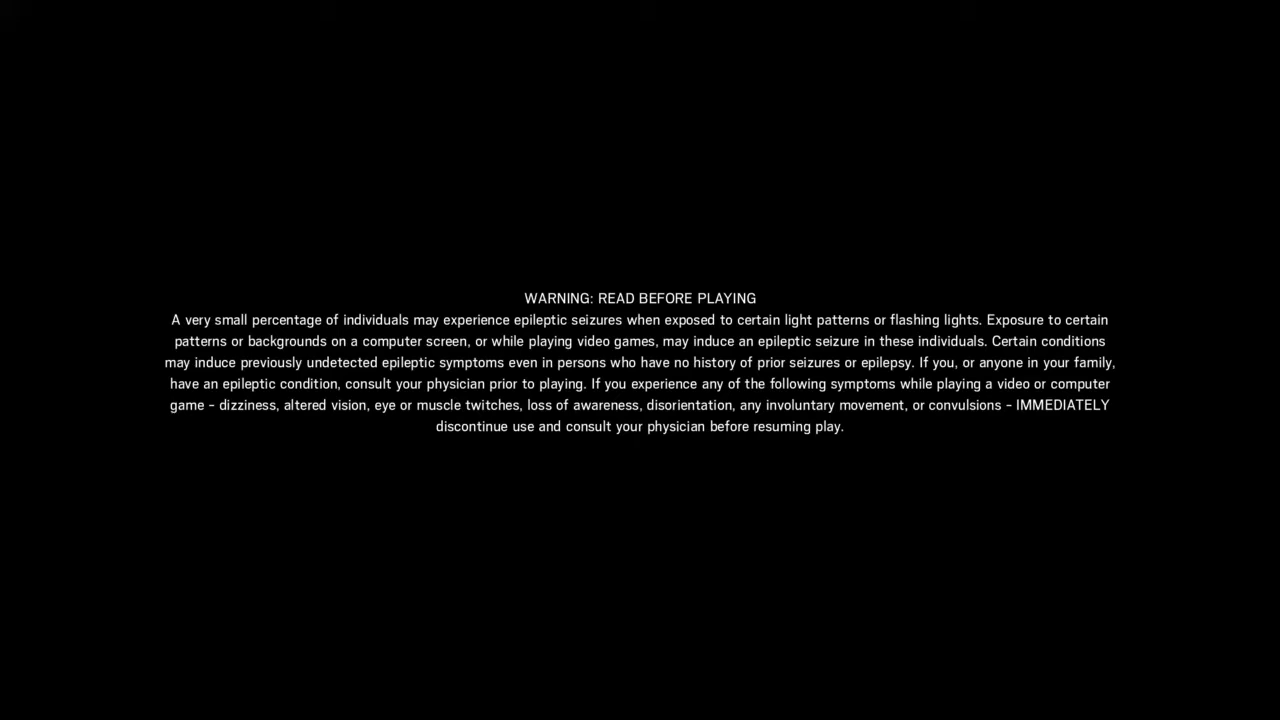 WARNING: READ BEFORE PLAYING
A very small percentage of individuals may experience epileptic seizures when exposed to certain light patterns or flashing lights. Exposure to certain
patterns or backgrounds on a computer screen, or while playing video games, may induce an epileptic seizure in these individuals. Certain conditions
may induce previously undetected epileptic symptoms even in persons who have no history of prior seizures or epilepsy. If you, or anyone in your family,
have an epileptic condition, consult your physician prior to playing. If you experience any of the following symptoms while playing a video or computer
game - dizziness, altered vision, eye or muscle twitches, loss of awareness, disorientation, any involuntary movement, or convulsions - IMMEDIATELY
discontinue use and consult your physician before resuming play.